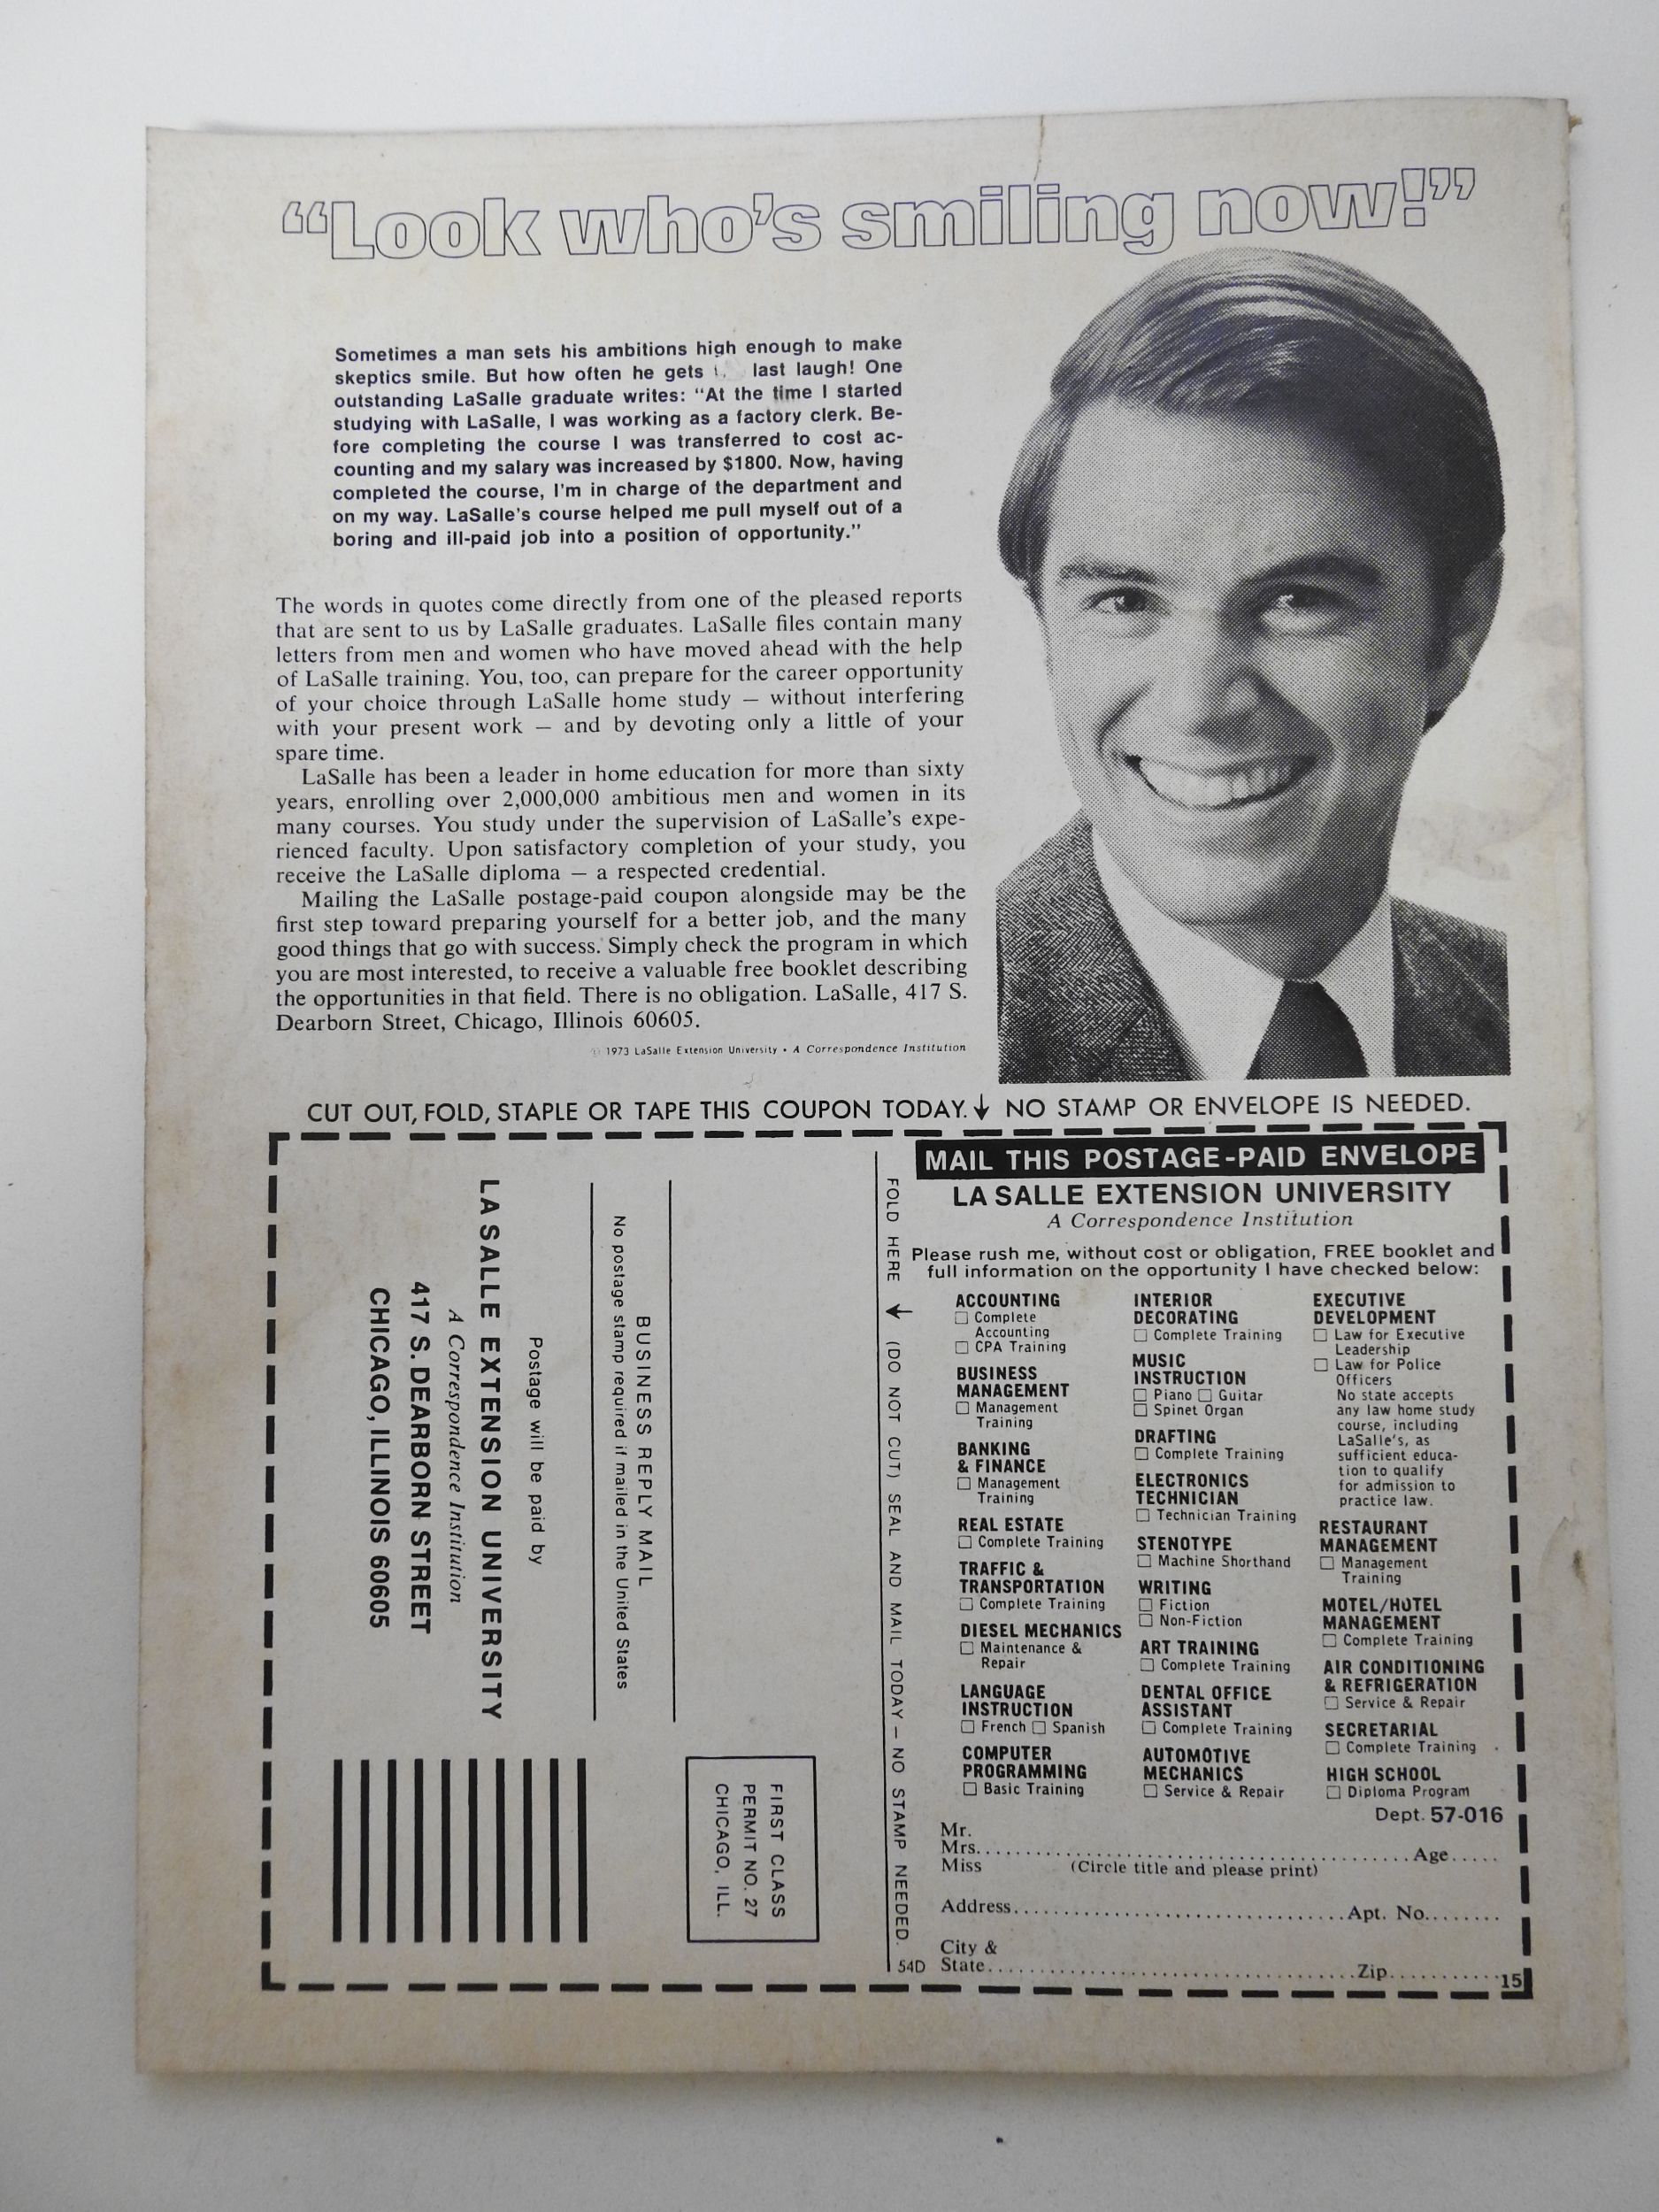 “Look who’s smiling now!”
Sometimes a man sets his ambitions high enough to make
skeptics smile. But how often he gets last laugh! One
outstanding LaSalle graduate writes: “At the time I started
studying with LaSalle, I was working as a factory clerk. Be-
fore completing the course I was transferred to cost ac-
counting and my salary was increased by $1800. Now, having
completed the course, I’m in charge of the department and
on my way. LaSalle’s course helped me pull myself out of a
boring and ill-paid job into a position of opportunity.”
The words in quotes come directly from one of the pleased reports
that are sent to us by LaSalle graduates. LaSalle files contain many
letters from men and women who have moved ahead with the help
of LaSalle training. You, too, can prepare for the career opportunity
of your choice through LaSalle home study — without interfering
with your present work — and by devoting only a little of your
spare time.
LaSalle has been a leader in home education for more than sixty
years, enrolling over 2,000,000 ambitious men and women in its
many courses. You study under the supervision of LaSalle’s expe-
rienced faculty. Upon satisfactory completion of your study, you
receive the LaSalle diploma — a respected credential.
Mailing the LaSalle postage-paid coupon alongside may be the
first step toward preparing yourself for a better job, and the many
good things that go with success. Simply check the program in which
you are most interested, to receive a valuable free booklet describing
the opportunities in that field. There is no obligation. LaSalle, 417 S.
Dearborn Street, Chicago, Illinois 60605.
© 1973 LaSalle Extension University • A Correspondence Institution
CUT OUT, FOLD, STAPLE OR TAPE THIS COUPON TODAY. ↓ NO STAMP OR ENVELOPE IS NEEDED.
FIRST CLASS
PERMIT NO. 27
CHICAGO, ILL.
BUSINESS REPLY MAIL
No postage stamp required if mailed in the United States
Postage will be paid by
LA SALLE EXTENSION UNIVERSITY
A Correspondence Institution
417 S. DEARBORN STREET
CHICAGO, ILLINOIS 60605
FOLD HERE ↓ (DO NOT CUT) SEAL AND MAIL TODAY — NO STAMP NEEDED.
54D
MAIL THIS POSTAGE-PAID ENVELOPE
LA SALLE EXTENSION UNIVERSITY
A Correspondence Institution
Please rush me, without cost or obligation, FREE booklet and
full information on the opportunity I have checked below:
ACCOUNTING
☐ Complete
Accounting
☐ CPA Training
BUSINESS
MANAGEMENT
☐ Management
Training
BANKING
& FINANCE
☐ Management
Training
REAL ESTATE
☐ Complete Training
TRAFFIC &
TRANSPORTATION
☐ Complete Training
DIESEL MECHANICS
☐ Maintenance &
Repair
LANGUAGE
INSTRUCTION
☐ French ☐ Spanish
COMPUTER
PROGRAMMING
☐ Basic Training
INTERIOR
DECORATING
☐ Complete Training
MUSIC
INSTRUCTION
☐ Piano ☐ Guitar
☐ Spinet Organ
DRAFTING
☐ Complete Training
ELECTRONICS
TECHNICIAN
☐ Technician Training
STENOTYPE
☐ Machine Shorthand
WRITING
☐ Fiction
☐ Non-Fiction
ART TRAINING
☐ Complete Training
DENTAL OFFICE
ASSISTANT
☐ Complete Training
AUTOMOTIVE
MECHANICS
☐ Service & Repair
EXECUTIVE
DEVELOPMENT
☐ Law for Executive
Leadership
☐ Law for Police
Officers
No state accepts
any law home study
course, including
LaSalle’s, as
sufficient educa-
tion to qualify
for admission to
practice law.
RESTAURANT
MANAGEMENT
☐ Management
Training
MOTEL/HOTEL
MANAGEMENT
☐ Complete Training
AIR CONDITIONING
& REFRIGERATION
☐ Service & Repair
SECRETARIAL
☐ Complete Training
HIGH SCHOOL
☐ Diploma Program
Dept. 57-016
Mr.
Mrs. Age
Miss (Circle title and please print)
Address Apt. No.
City &
State Zip
15